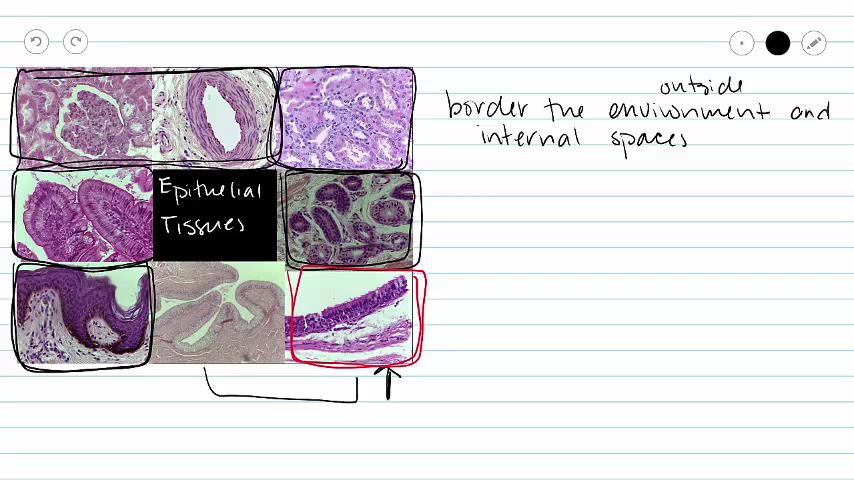 Epithelial
Tissues
outside
border the environment and
internal spaces